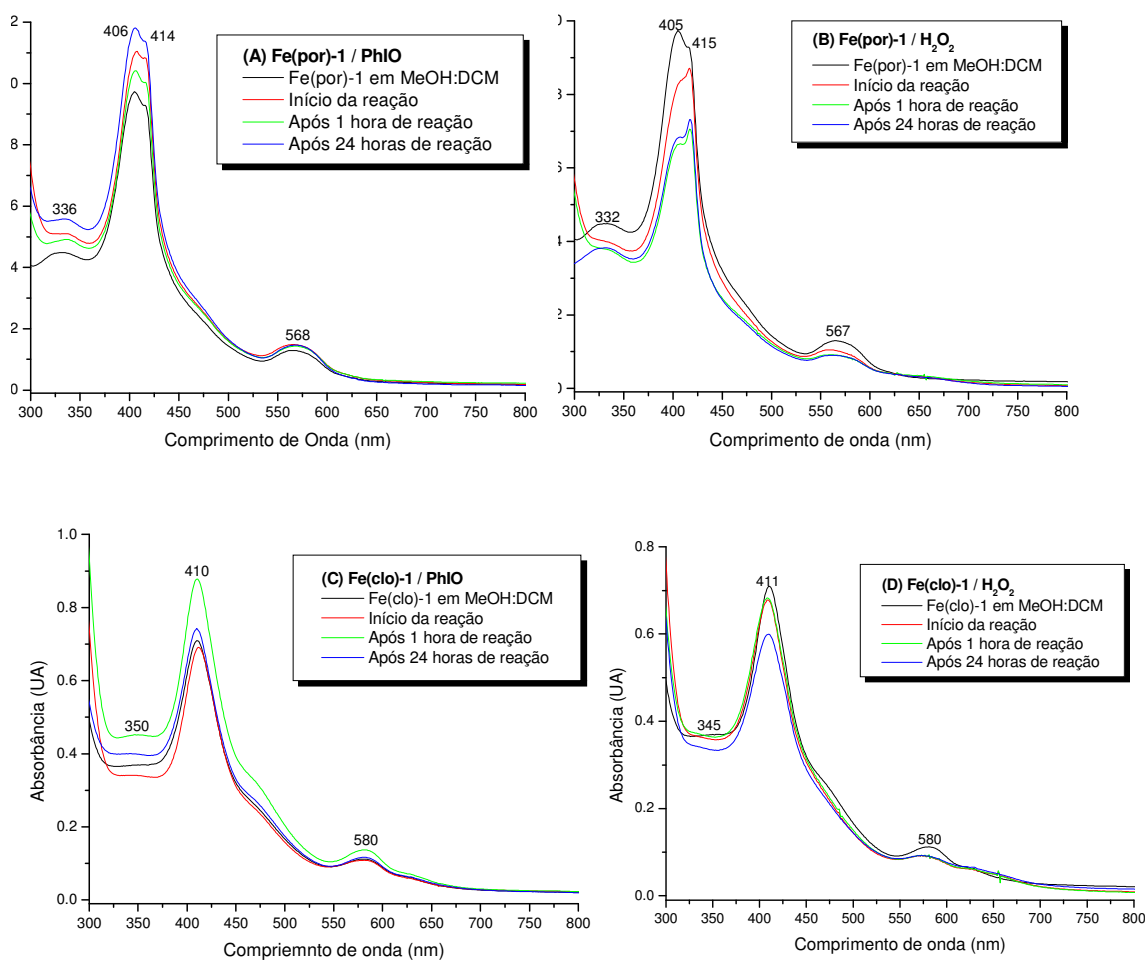 406
414
(A) Fe(por)-1 / PhIO
Fe(por)-1 em MeOH:DCM
Início da reação
Após 1 hora de reação
Após 24 horas de reação
336
568
2
0
8
6
4
2
0
300 350 400 450 500 550 600 650 700 750 800
Comprimento de Onda (nm)
405
415
(B) Fe(por)-1 / H₂O₂
Fe(por)-1 em MeOH:DCM
Início da reação
Após 1 hora de reação
Após 24 horas de reação
332
567
0
8
6
4
2
0
300 350 400 450 500 550 600 650 700 750 800
Comprimento de onda (nm)
410
(C) Fe(clo)-1 / PhIO
Fe(clo)-1 em MeOH:DCM
Início da reação
Após 1 hora de reação
Após 24 horas de reação
350
580
1.0
0.8
0.6
0.4
0.2
0.0
Absorbância (UA)
300 350 400 450 500 550 600 650 700 750 800
Compriemnto de onda (nm)
411
(D) Fe(clo)-1 / H₂O₂
Fe(clo)-1 em MeOH:DCM
Início da reação
Após 1 hora de reação
Após 24 horas de reação
345
580
0.8
0.6
0.4
0.2
0.0
Absorbância (UA)
300 350 400 450 500 550 600 650 700 750 800
Comprimento de onda (nm)